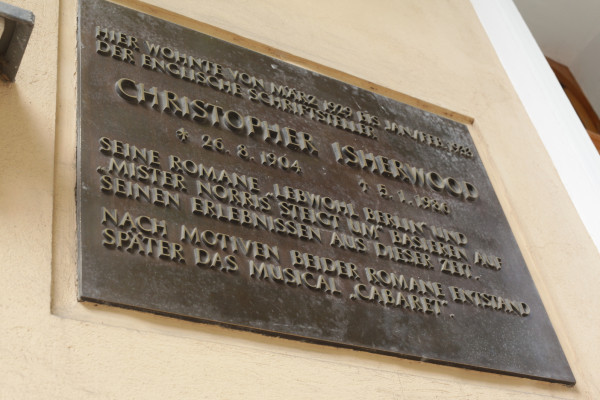 HIER WOHNTE VON MÄRZ 1929 BIS JAN./FEBR. 1933
DER ENGLISCHE SCHRIFTSTELLER
CHRISTOPHER ISHERWOOD
* 26.8.1904 † 5.1.1986
SEINE ROMANE „LEBWOHL BERLIN“ UND
„MISTER NORRIS STEIGT UM“ BASIEREN AUF
SEINEN ERLEBNISSEN AUS DIESER ZEIT.
NACH MOTIVEN BEIDER ROMANE ENTSTAND
SPÄTER DAS MUSICAL „CABARET“.